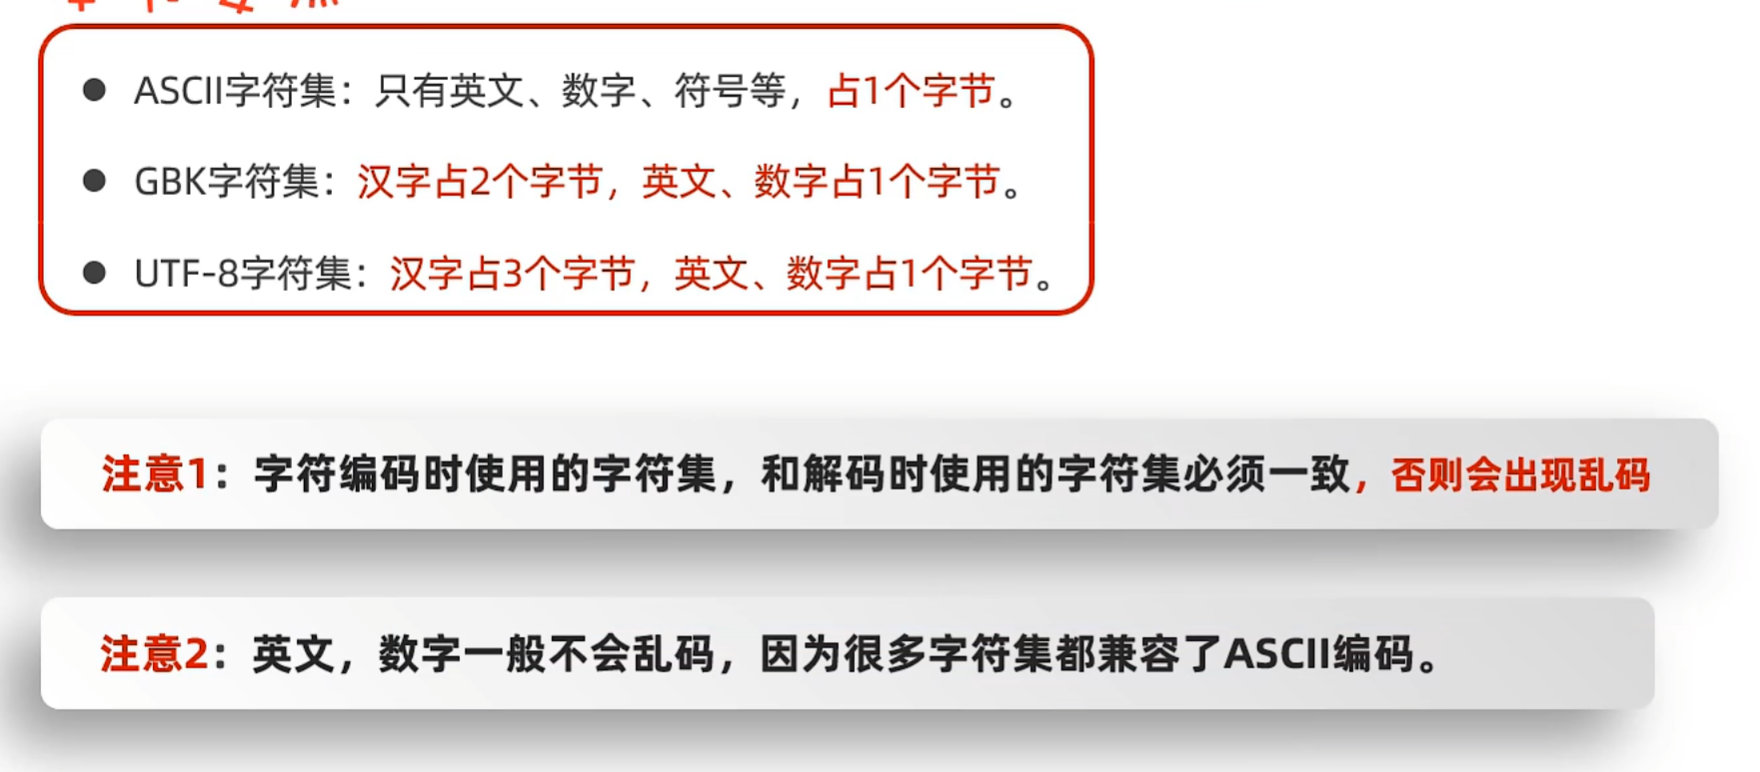 ASCII字符集：只有英文、数字、符号等，占1个字节。
GBK字符集：汉字占2个字节，英文、数字占1个字节。
UTF-8字符集：汉字占3个字节，英文、数字占1个字节。
注意1：字符编码时使用的字符集，和解码时使用的字符集必须一致，否则会出现乱码
注意2：英文，数字一般不会乱码，因为很多字符集都兼容了ASCII编码。